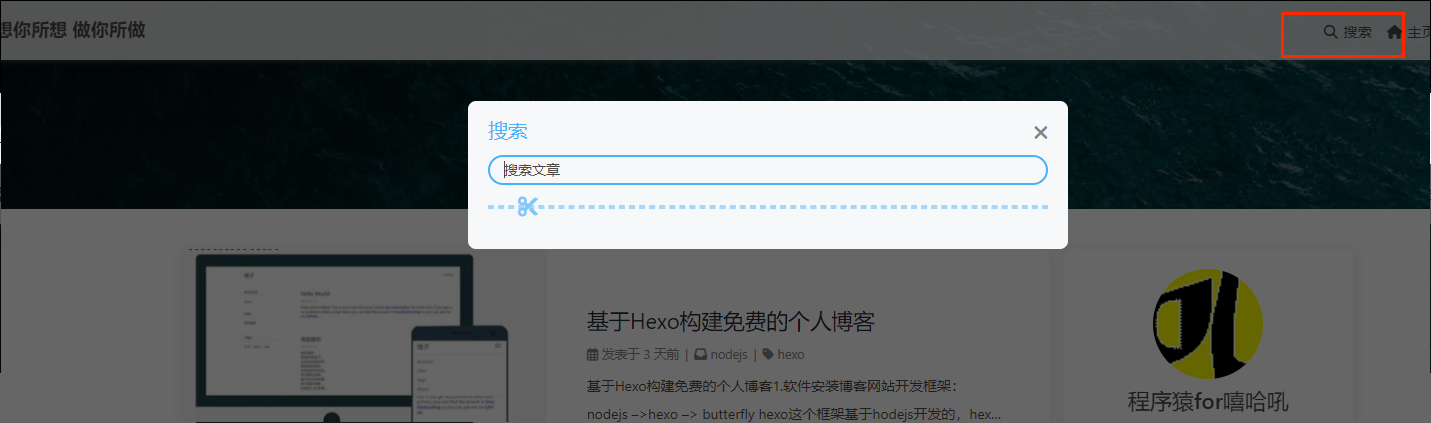 想你所想 做你所做
搜索 主页
搜索
搜索文章
基于Hexo构建免费的个人博客
发表于 3 天前 | nodejs | hexo
基于Hexo构建免费的个人博客1.软件安装博客网站开发框架：
nodejs –>hexo –> butterfly hexo这个框架基于hodejs开发的，hex...
程序猿for嘻哈吼
Hello World